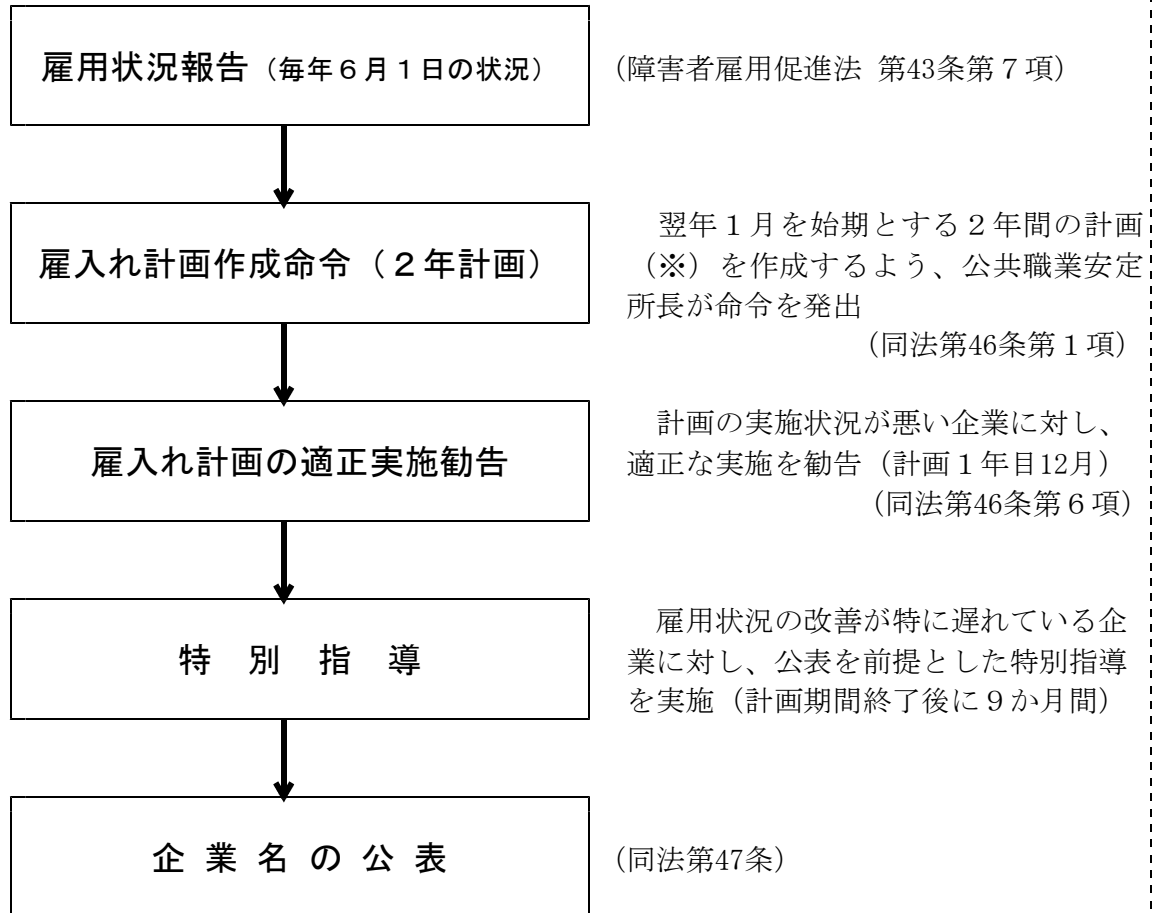 雇用状況報告（毎年６月１日の状況）
（障害者雇用促進法 第43条第７項）
雇入れ計画作成命令（２年計画）
翌年１月を始期とする２年間の計画
（※）を作成するよう、公共職業安定
所長が命令を発出
（同法第46条第１項）
雇入れ計画の適正実施勧告
計画の実施状況が悪い企業に対し、
適正な実施を勧告（計画１年目12月）
（同法第46条第６項）
特 別 指 導
雇用状況の改善が特に遅れている企
業に対し、公表を前提とした特別指導
を実施（計画期間終了後に９か月間）
企 業 名 の 公 表
（同法第47条）